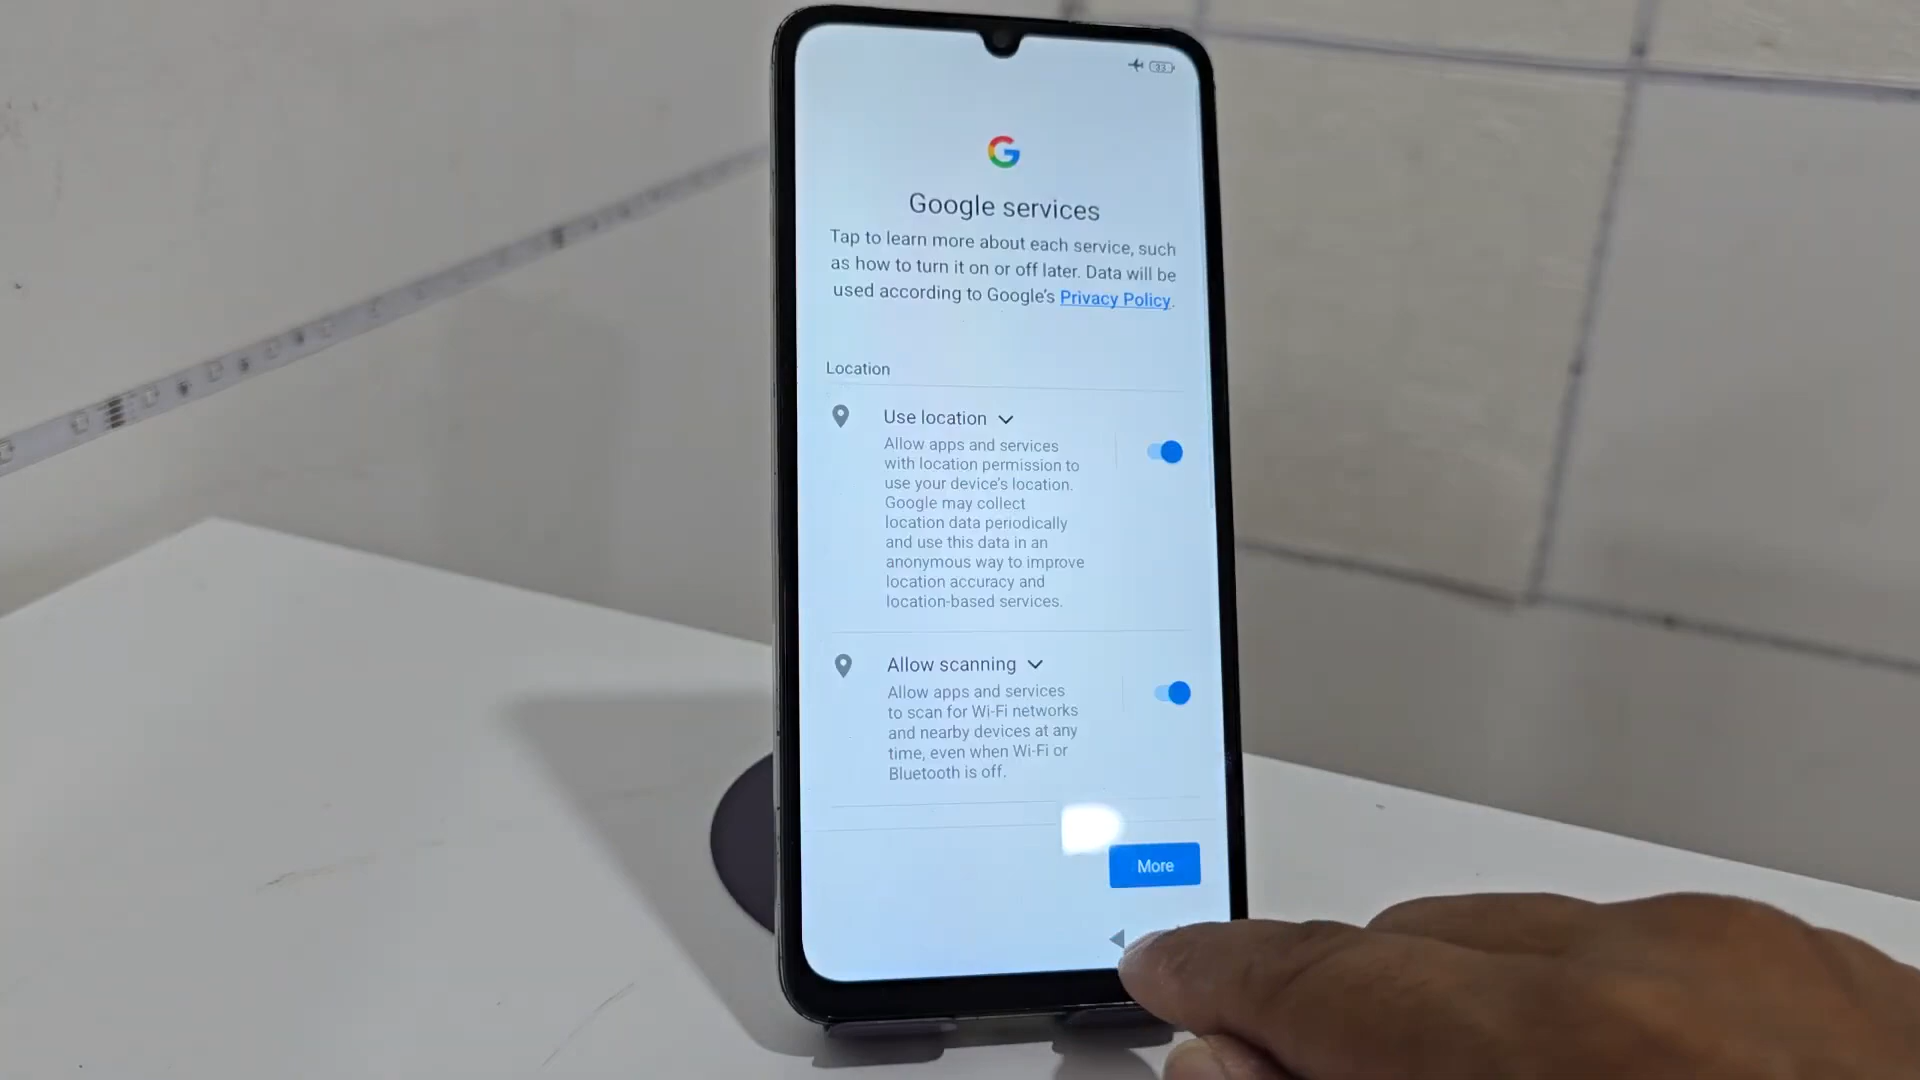 33
G
Google services
Tap to learn more about each service, such
as how to turn it on or off later. Data will be
used according to Google's Privacy Policy.
Location
Use location
Allow apps and services
with location permission to
use your device's location.
Google may collect
location data periodically
and use this data in an
anonymous way to improve
location accuracy and
location-based services.
Allow scanning
Allow apps and services
to scan for Wi-Fi networks
and nearby devices at any
time, even when Wi-Fi or
Bluetooth is off.
More